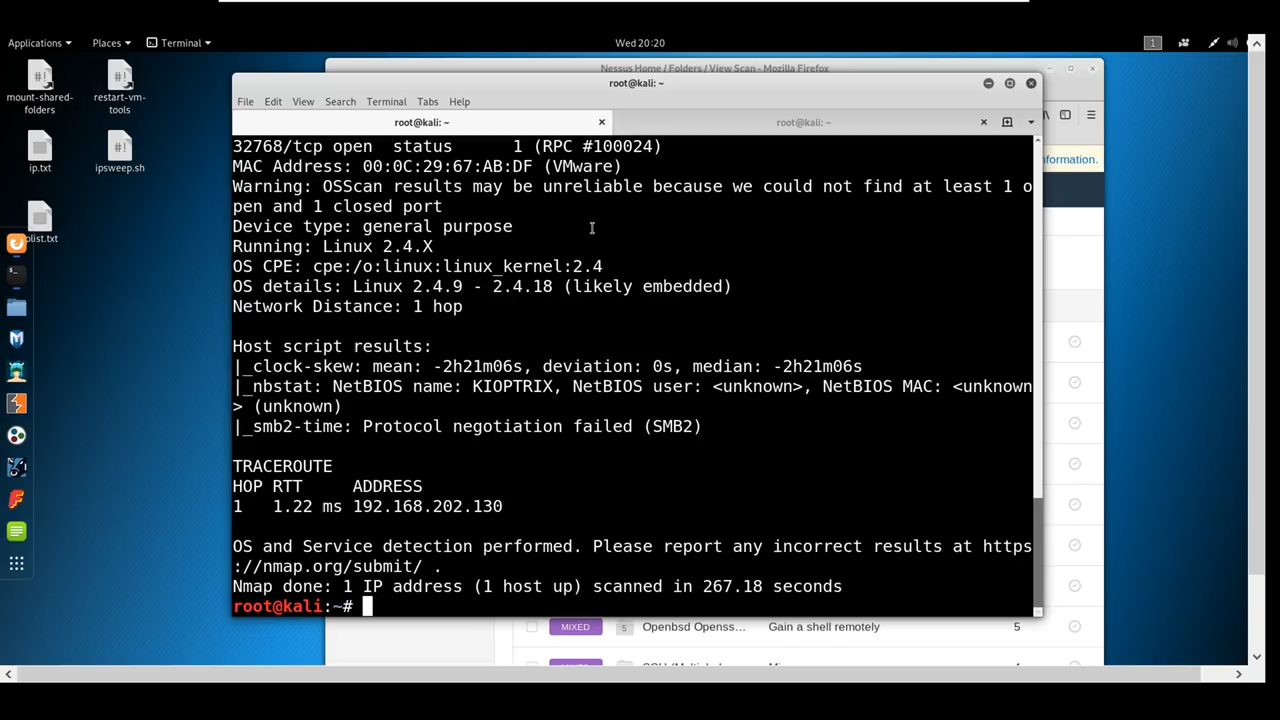 Applications
Places
Terminal
Wed 20:20
1
mount-shared-folders
restart-vm-tools
ip.txt
ipsweep.sh
list.txt
Nessus Home / Folders / View Scan - Mozilla Firefox
root@kali: ~
File Edit View Search Terminal Tabs Help
root@kali: ~
root@kali: ~
32768/tcp open  status      1 (RPC #100024)
MAC Address: 00:0C:29:67:AB:DF (VMware)
Warning: OSScan results may be unreliable because we could not find at least 1 o
pen and 1 closed port
Device type: general purpose
Running: Linux 2.4.X
OS CPE: cpe:/o:linux:linux_kernel:2.4
OS details: Linux 2.4.9 - 2.4.18 (likely embedded)
Network Distance: 1 hop
Host script results:
|_clock-skew: mean: -2h21m06s, deviation: 0s, median: -2h21m06s
|_nbstat: NetBIOS name: KIOPTRIX, NetBIOS user: <unknown>, NetBIOS MAC: <unknown
> (unknown)
|_smb2-time: Protocol negotiation failed (SMB2)
TRACEROUTE
HOP RTT     ADDRESS
1   1.22 ms 192.168.202.130
OS and Service detection performed. Please report any incorrect results at https
://nmap.org/submit/ .
Nmap done: 1 IP address (1 host up) scanned in 267.18 seconds
root@kali:~#
formation.
MIXED 5 Openbsd Openss... Gain a shell remotely 5